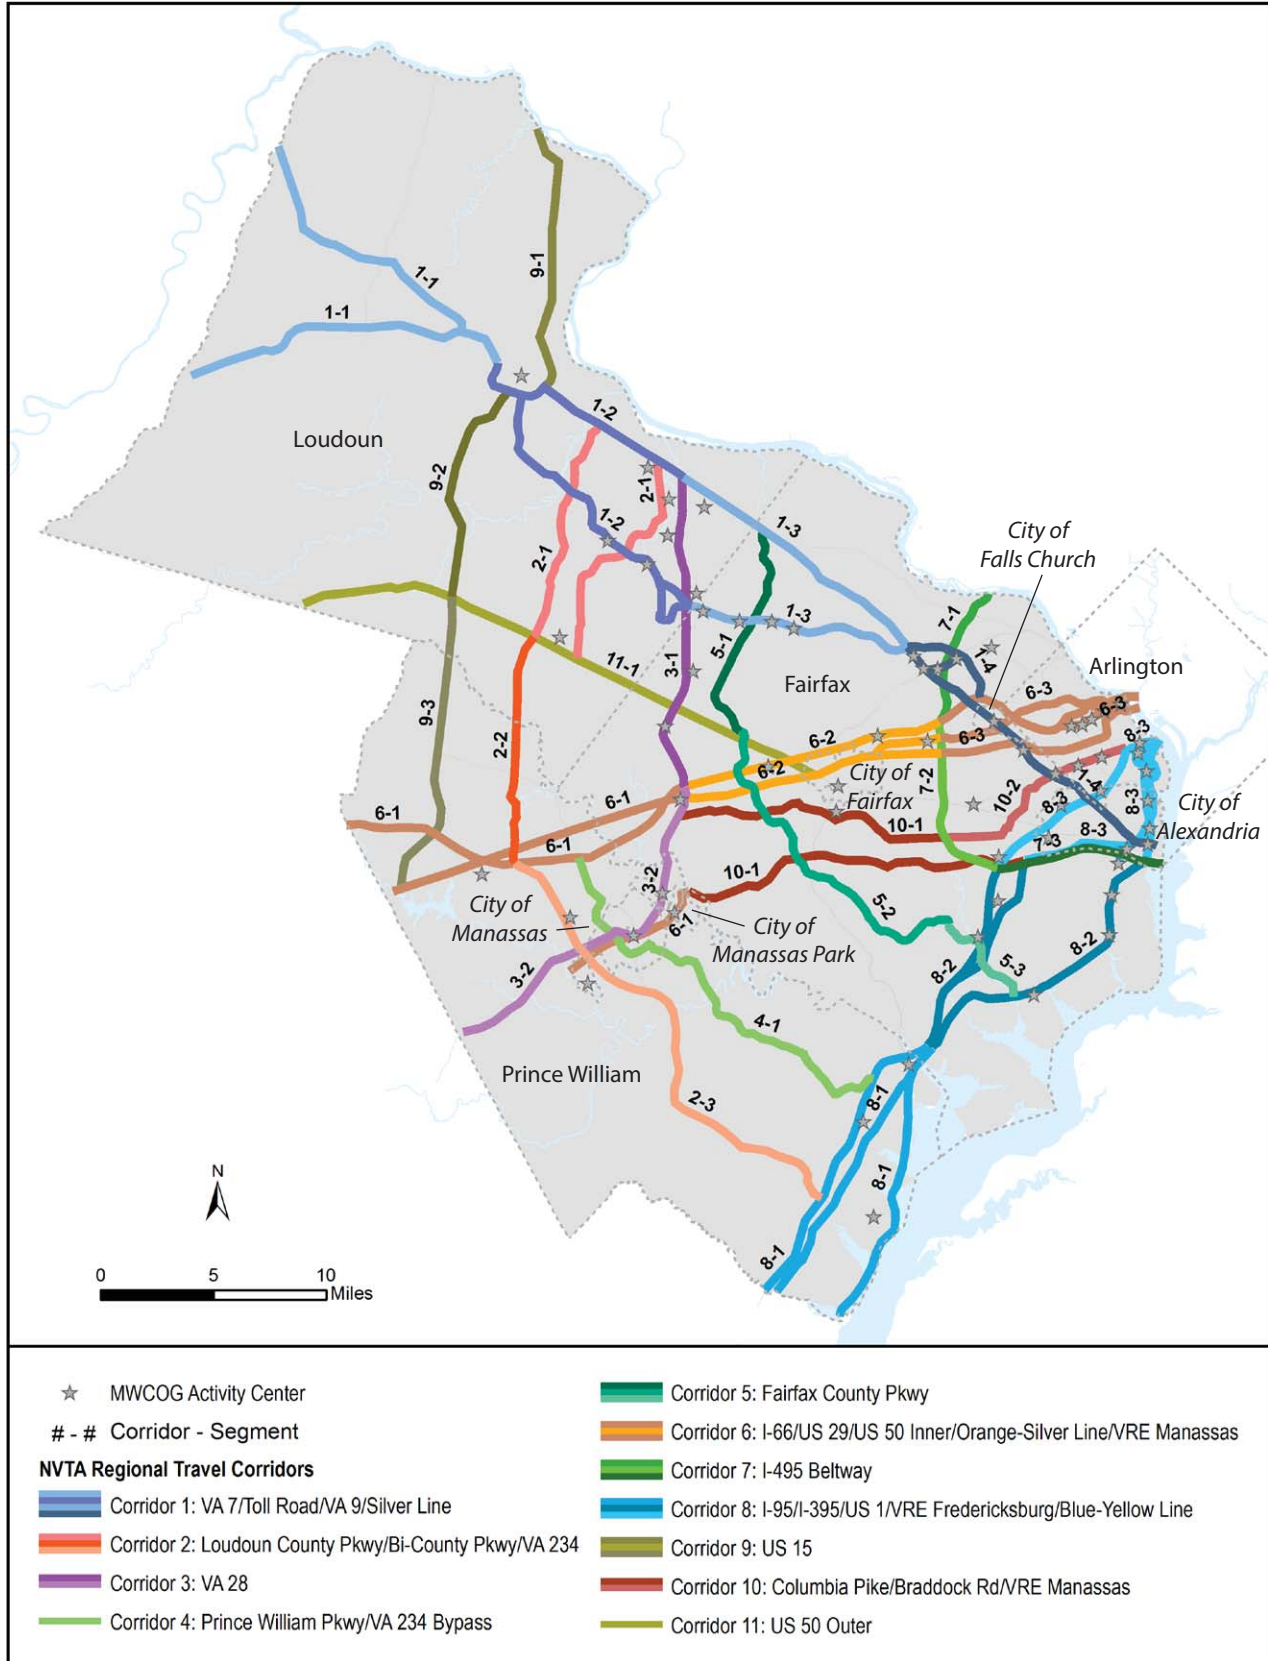 9-1
1-1
1-1
1-2
Loudoun
9-2
2-1
1-2
1-3
City of
Falls Church
2-1
7-1
1-3
5-1
1-4
Arlington
3-1
11-1
Fairfax
6-3
6-3
9-3
2-2
6-2
6-3
8-3
6-2
City of
Fairfax
7-2
1-4
6-1
6-1
10-2
8-3
8-3
City of
Alexandria
10-1
8-3
6-1
7-3
10-1
3-2
City of
Manassas
6-1
City of
Manassas Park
5-2
8-2
8-2
5-3
3-2
4-1
Prince William
2-3
8-1
8-1
8-1
N
0 5 10
Miles
MWCOG Activity Center
# - # Corridor - Segment
NVTA Regional Travel Corridors
Corridor 1: VA 7/Toll Road/VA 9/Silver Line
Corridor 2: Loudoun County Pkwy/Bi-County Pkwy/VA 234
Corridor 3: VA 28
Corridor 4: Prince William Pkwy/VA 234 Bypass
Corridor 5: Fairfax County Pkwy
Corridor 6: I-66/US 29/US 50 Inner/Orange-Silver Line/VRE Manassas
Corridor 7: I-495 Beltway
Corridor 8: I-95/I-395/US 1/VRE Fredericksburg/Blue-Yellow Line
Corridor 9: US 15
Corridor 10: Columbia Pike/Braddock Rd/VRE Manassas
Corridor 11: US 50 Outer